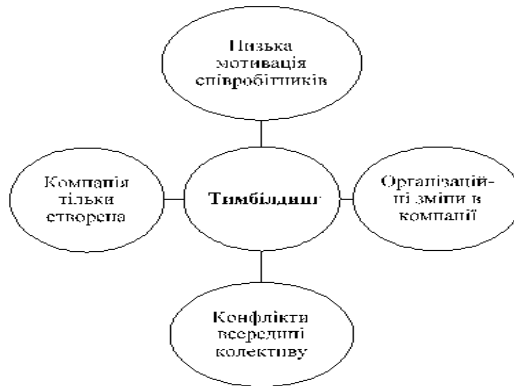 Низька
мотивація
співробітників
Компанія
тільки
створена
Тимбілдинг
Організацій-
ні зміни в
компанії
Конфлікти
всередині
колективу